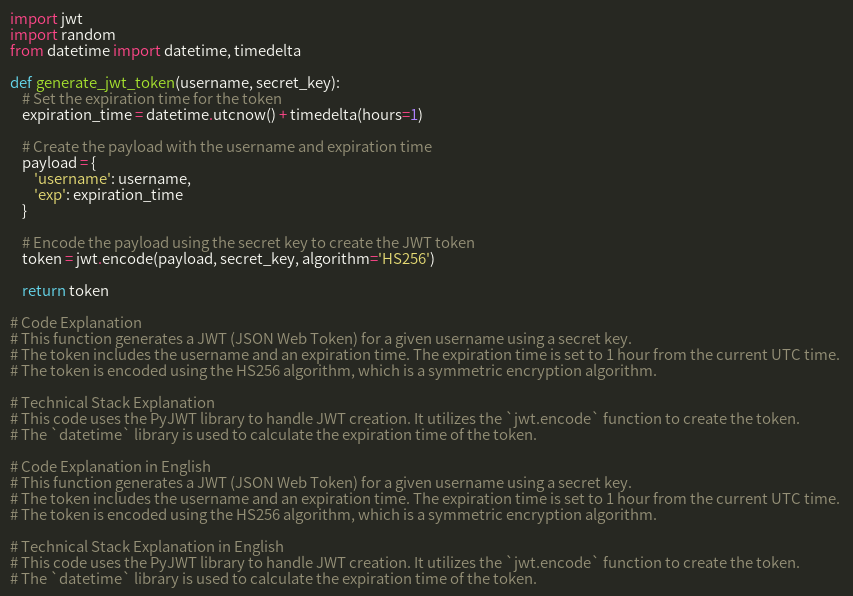 import jwt
import random
from datetime import datetime, timedelta
def generate_jwt_token(username, secret_key):
# Set the expiration time for the token
expiration_time = datetime.utcnow() + timedelta(hours=1)
# Create the payload with the username and expiration time
payload = {
'username': username,
'exp': expiration_time
}
# Encode the payload using the secret key to create the JWT token
token = jwt.encode(payload, secret_key, algorithm='HS256')
return token
# Code Explanation
# This function generates a JWT (JSON Web Token) for a given username using a secret key.
# The token includes the username and an expiration time. The expiration time is set to 1 hour from the current UTC time.
# The token is encoded using the HS256 algorithm, which is a symmetric encryption algorithm.
# Technical Stack Explanation
# This code uses the PyJWT library to handle JWT creation. It utilizes the `jwt.encode` function to create the token.
# The `datetime` library is used to calculate the expiration time of the token.
# Code Explanation in English
# This function generates a JWT (JSON Web Token) for a given username using a secret key.
# The token includes the username and an expiration time. The expiration time is set to 1 hour from the current UTC time.
# The token is encoded using the HS256 algorithm, which is a symmetric encryption algorithm.
# Technical Stack Explanation in English
# This code uses the PyJWT library to handle JWT creation. It utilizes the `jwt.encode` function to create the token.
# The `datetime` library is used to calculate the expiration time of the token.